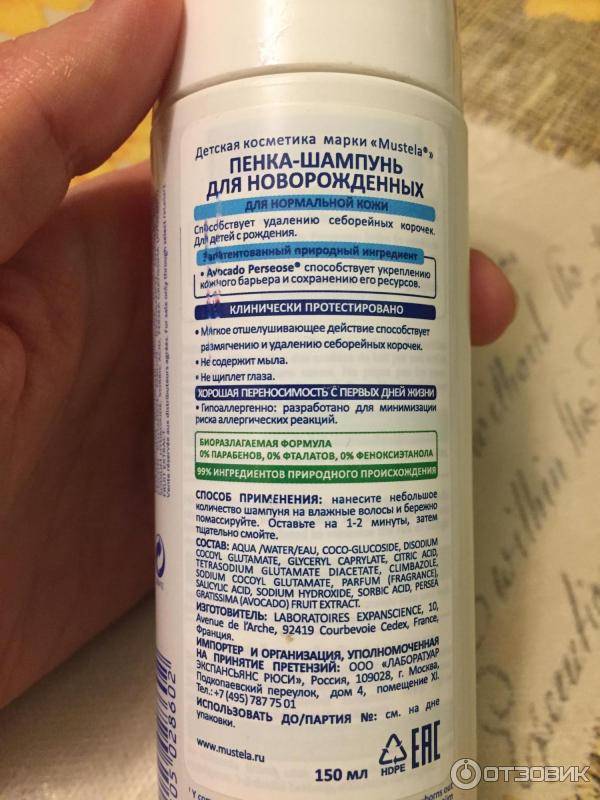 Детская косметика марки «Mustela®»
ПЕНКА-ШАМПУНЬ
ДЛЯ НОВОРОЖДЕННЫХ
ДЛЯ НОРМАЛЬНОЙ КОЖИ
Способствует удалению себорейных корочек.
Для детей с рождения.
Запатентованный природный ингредиент
• Avocado Perseose® способствует укреплению
кожного барьера и сохранению его ресурсов.
КЛИНИЧЕСКИ ПРОТЕСТИРОВАНО
• Мягкое отшелушивающее действие способствует
размягчению и удалению себорейных корочек.
• Не содержит мыла.
• Не щиплет глаза.
ХОРОШАЯ ПЕРЕНОСИМОСТЬ С ПЕРВЫХ ДНЕЙ ЖИЗНИ
• Гипоаллергенно: разработано для минимизации
риска аллергических реакций.
БИОРАЗЛАГАЕМАЯ ФОРМУЛА
0% ПАРАБЕНОВ, 0% ФТАЛАТОВ, 0% ФЕНОКСИЭТАНОЛА
99% ИНГРЕДИЕНТОВ ПРИРОДНОГО ПРОИСХОЖДЕНИЯ
СПОСОБ ПРИМЕНЕНИЯ: нанесите небольшое
количество шампуня на влажные волосы и бережно
помассируйте. Оставьте на 1-2 минуты, затем
тщательно смойте.
СОСТАВ: AQUA /WATER/EAU, COCO-GLUCOSIDE, DISODIUM
COCOYL GLUTAMATE, GLYCERYL CAPRYLATE, CITRIC ACID,
TETRASODIUM GLUTAMATE DIACETATE, CLIMBAZOLE,
SODIUM COCOYL GLUTAMATE, PARFUM (FRAGRANCE),
SALICYLIC ACID, SODIUM HYDROXIDE, SORBIC ACID, PERSEA
GRATISSIMA (AVOCADO) FRUIT EXTRACT.
ИЗГОТОВИТЕЛЬ: LABORATOIRES EXPANSCIENCE, 10,
Avenue de l'Arche, 92419 Courbevoie Cedex, France,
Франция.
ИМПОРТЕР И ОРГАНИЗАЦИЯ, УПОЛНОМОЧЕННАЯ
НА ПРИНЯТИЕ ПРЕТЕНЗИЙ: ООО «ЛАБОРАТУАР
ЭКСПАНСЬЯНС РЮСИ», Россия, 109028, г. Москва,
Подкопаевский переулок, дом 4, помещение XI.
Тел.: +7 (495) 787 75 01
ИСПОЛЬЗОВАТЬ ДО/ПАРТИЯ №: см. на дне
упаковки.
www.mustela.ru
HDPE
EAC
150 мл
05 028602
ОТЗОВИК